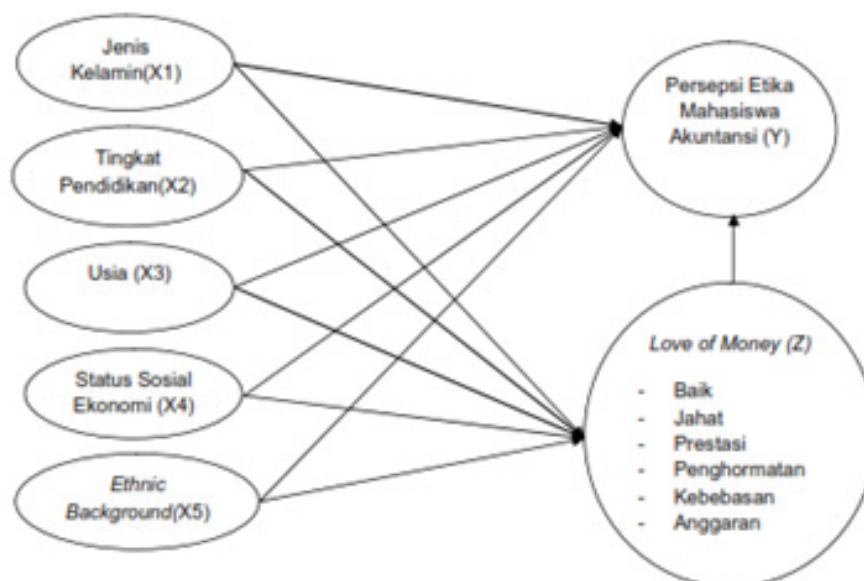 Jenis
Kelamin(X1)
Tingkat
Pendidikan(X2)
Usia (X3)
Status Sosial
Ekonomi (X4)
Ethnic
Background(X5)
Persepsi Etika
Mahasiswa
Akuntansi (Y)
Love of Money (Z)
- Baik
- Jahat
- Prestasi
- Penghormatan
- Kebebasan
- Anggaran